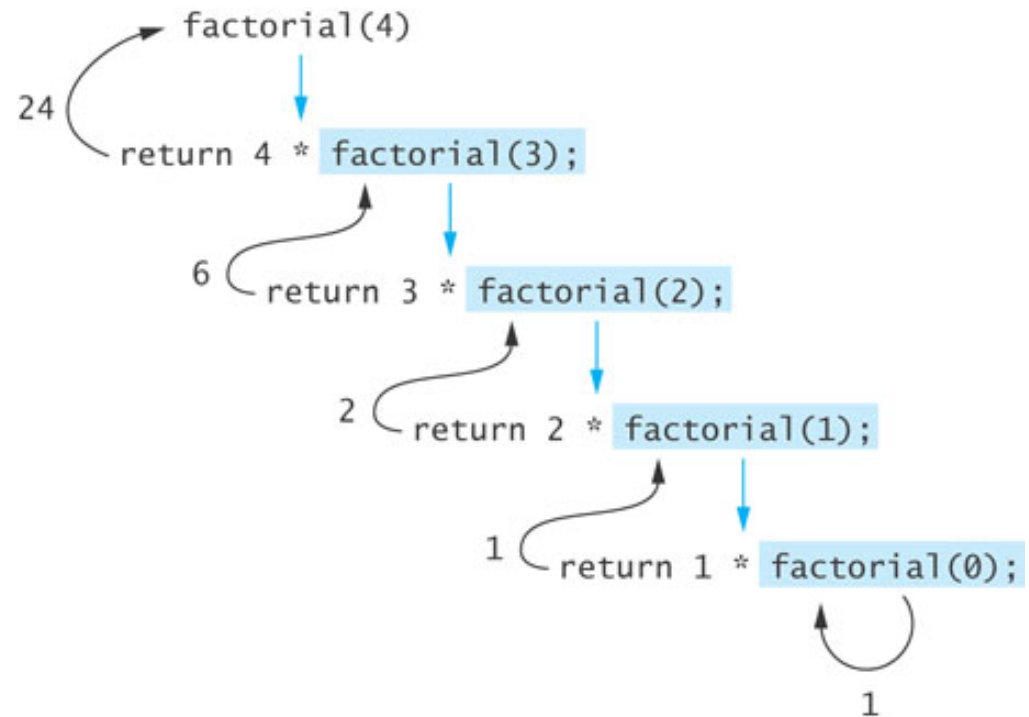 factorial(4)
24
return 4 * factorial(3);
6
return 3 * factorial(2);
2
return 2 * factorial(1);
1
return 1 * factorial(0);
1